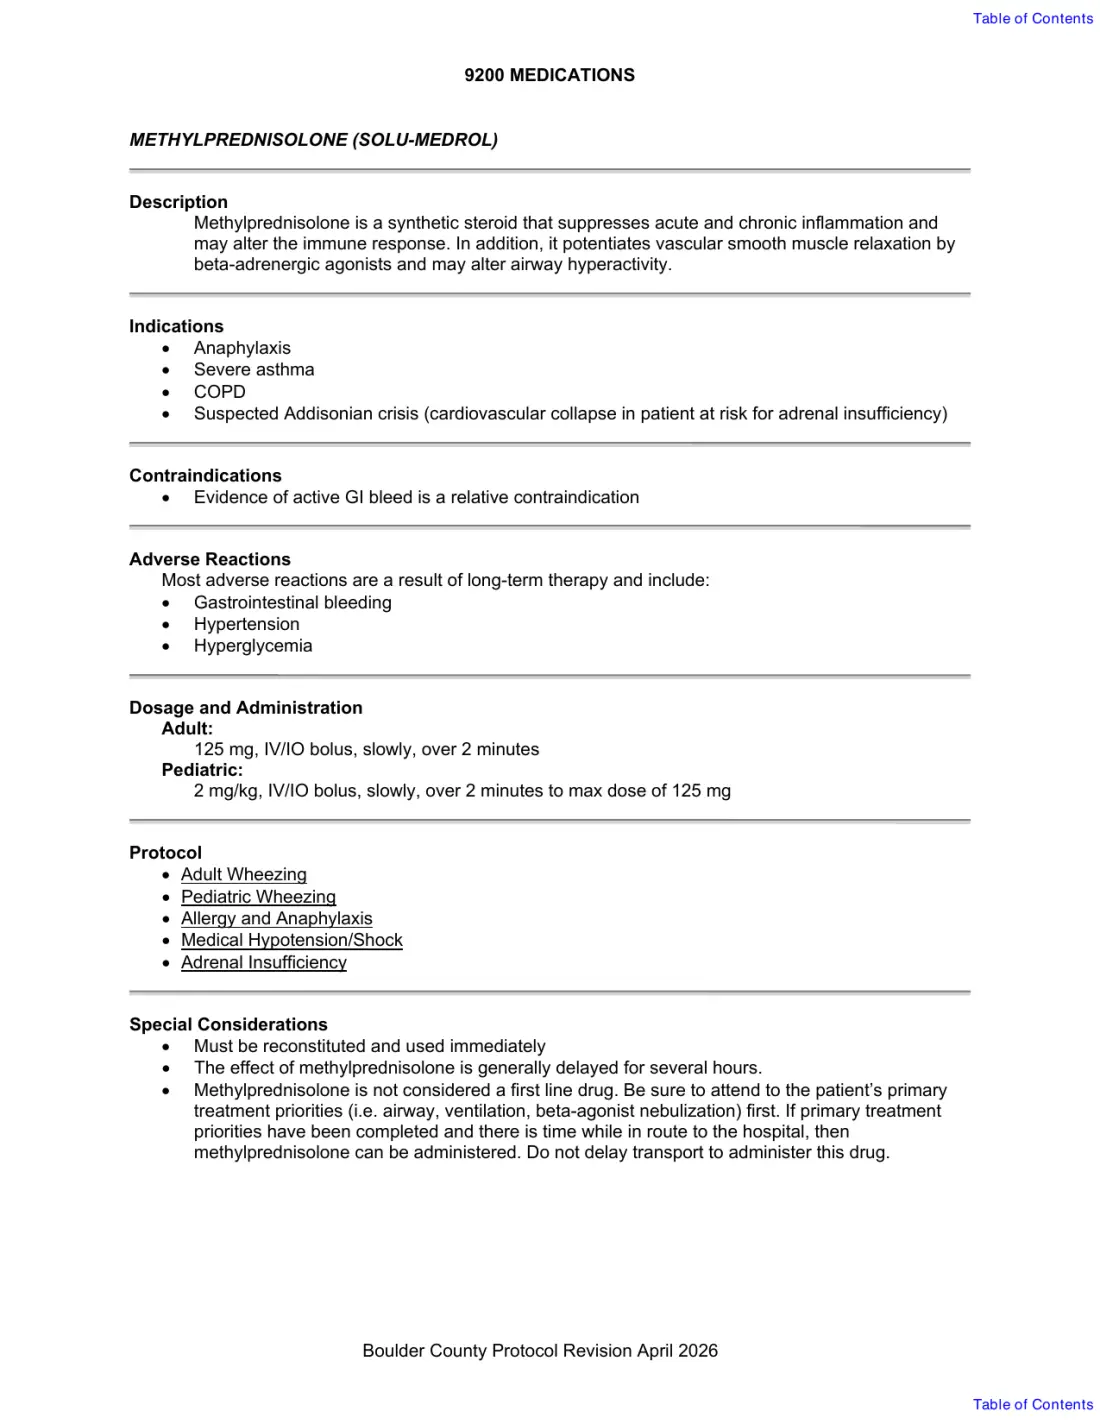 Table of Contents
9200 MEDICATIONS
METHYLPREDNISOLONE (SOLU-MEDROL)
Description
Methylprednisolone is a synthetic steroid that suppresses acute and chronic inflammation and
may alter the immune response. In addition, it potentiates vascular smooth muscle relaxation by
beta-adrenergic agonists and may alter airway hyperactivity.
Indications
• Anaphylaxis
• Severe asthma
• COPD
• Suspected Addisonian crisis (cardiovascular collapse in patient at risk for adrenal insufficiency)
Contraindications
• Evidence of active GI bleed is a relative contraindication
Adverse Reactions
Most adverse reactions are a result of long-term therapy and include:
• Gastrointestinal bleeding
• Hypertension
• Hyperglycemia
Dosage and Administration
Adult:
125 mg, IV/IO bolus, slowly, over 2 minutes
Pediatric:
2 mg/kg, IV/IO bolus, slowly, over 2 minutes to max dose of 125 mg
Protocol
• Adult Wheezing
• Pediatric Wheezing
• Allergy and Anaphylaxis
• Medical Hypotension/Shock
• Adrenal Insufficiency
Special Considerations
• Must be reconstituted and used immediately
• The effect of methylprednisolone is generally delayed for several hours.
• Methylprednisolone is not considered a first line drug. Be sure to attend to the patient’s primary
treatment priorities (i.e. airway, ventilation, beta-agonist nebulization) first. If primary treatment
priorities have been completed and there is time while in route to the hospital, then
methylprednisolone can be administered. Do not delay transport to administer this drug.
Boulder County Protocol Revision April 2026
Table of Contents